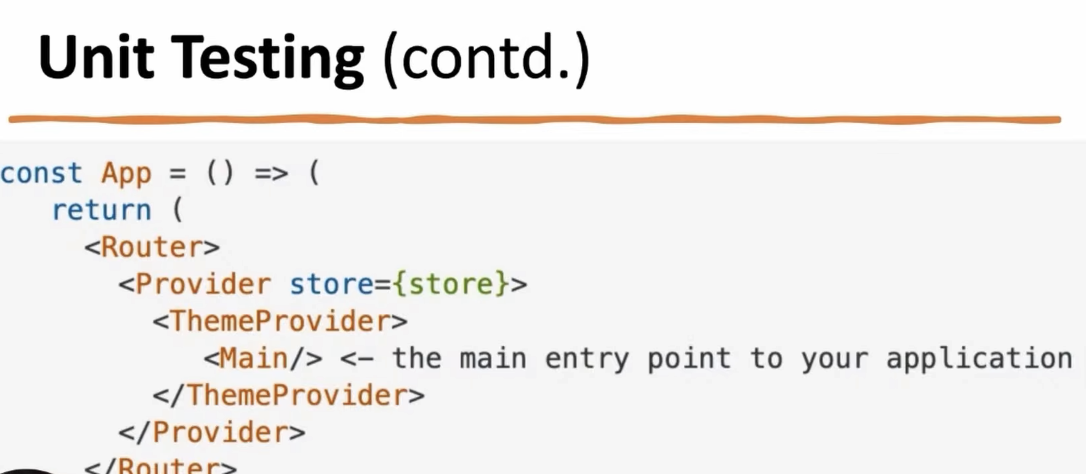 Unit Testing (contd.)
const App = () => (
return (
<Router>
<Provider store={store}>
<ThemeProvider>
<Main/> <– the main entry point to your application
</ThemeProvider>
</Provider>
</Router>